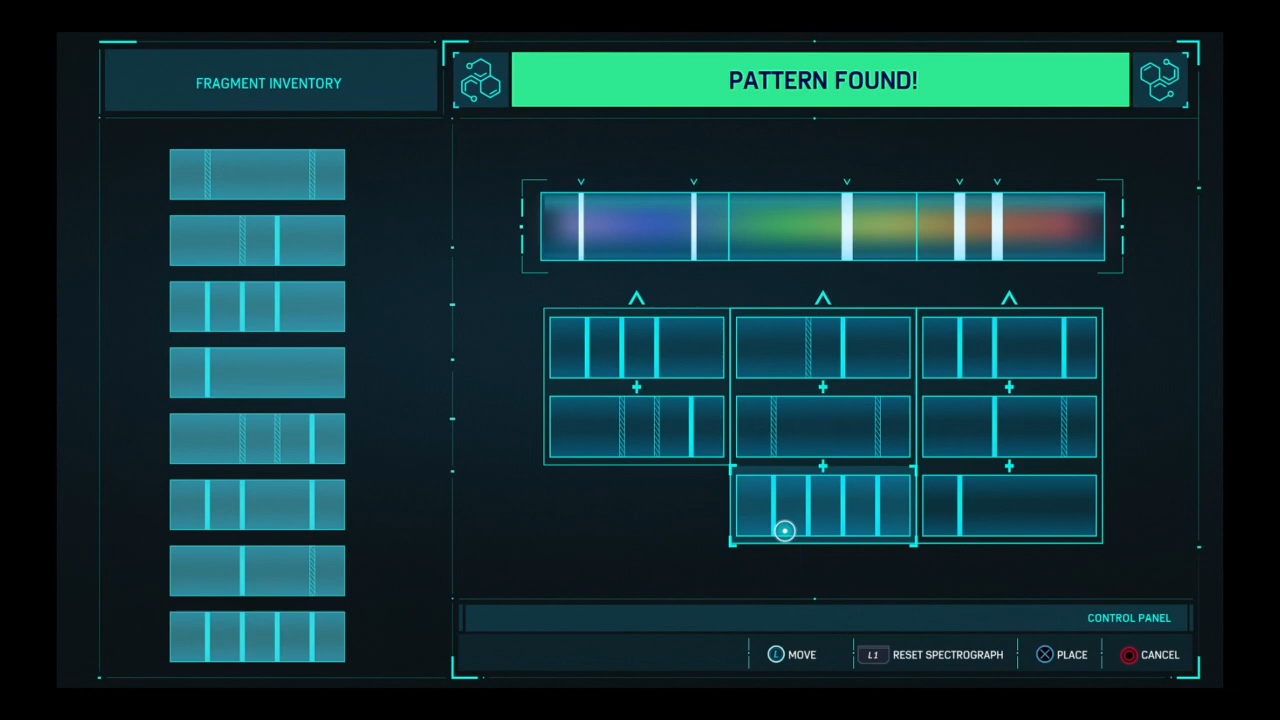 FRAGMENT INVENTORY
PATTERN FOUND!
CONTROL PANEL
L MOVE
L1 RESET SPECTROGRAPH
PLACE
CANCEL